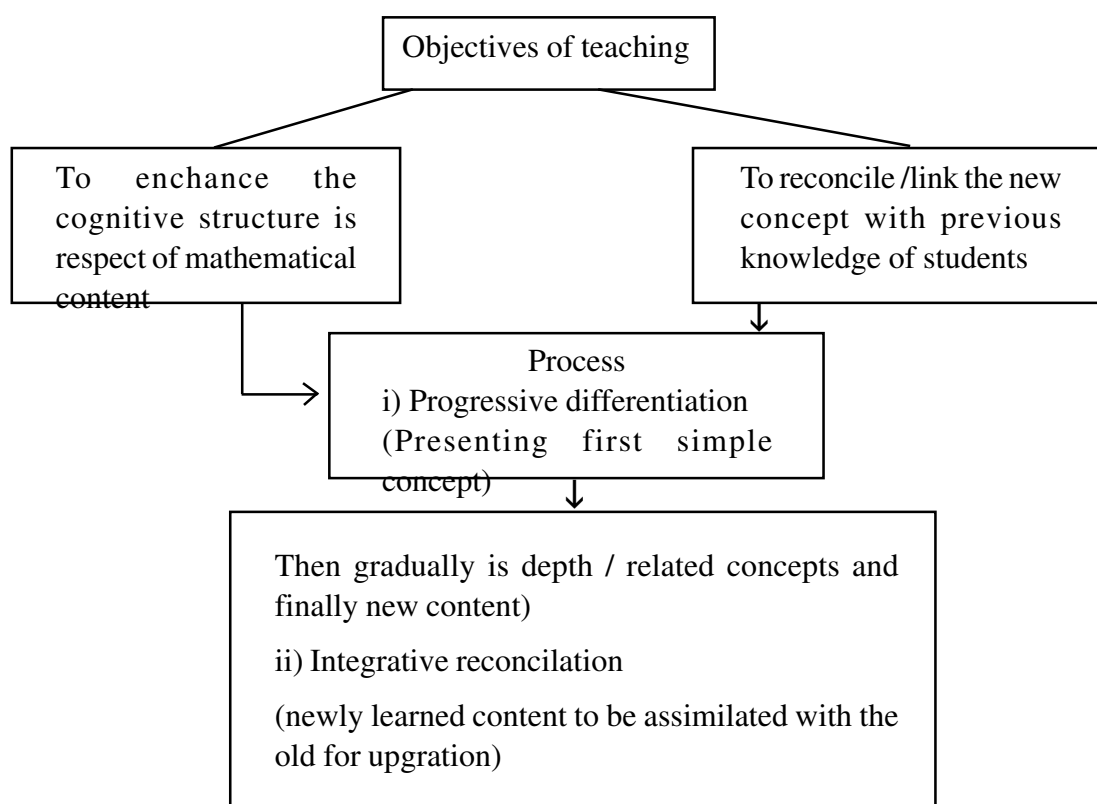 Objectives of teaching
To enchance the
cognitive structure is
respect of mathematical
content
To reconcile /link the new
concept with previous
knowledge of students
Process
i) Progressive differentiation
(Presenting first simple
concept)
Then gradually is depth / related concepts and
finally new content)
ii) Integrative reconcilation
(newly learned content to be assimilated with the
old for upgration)